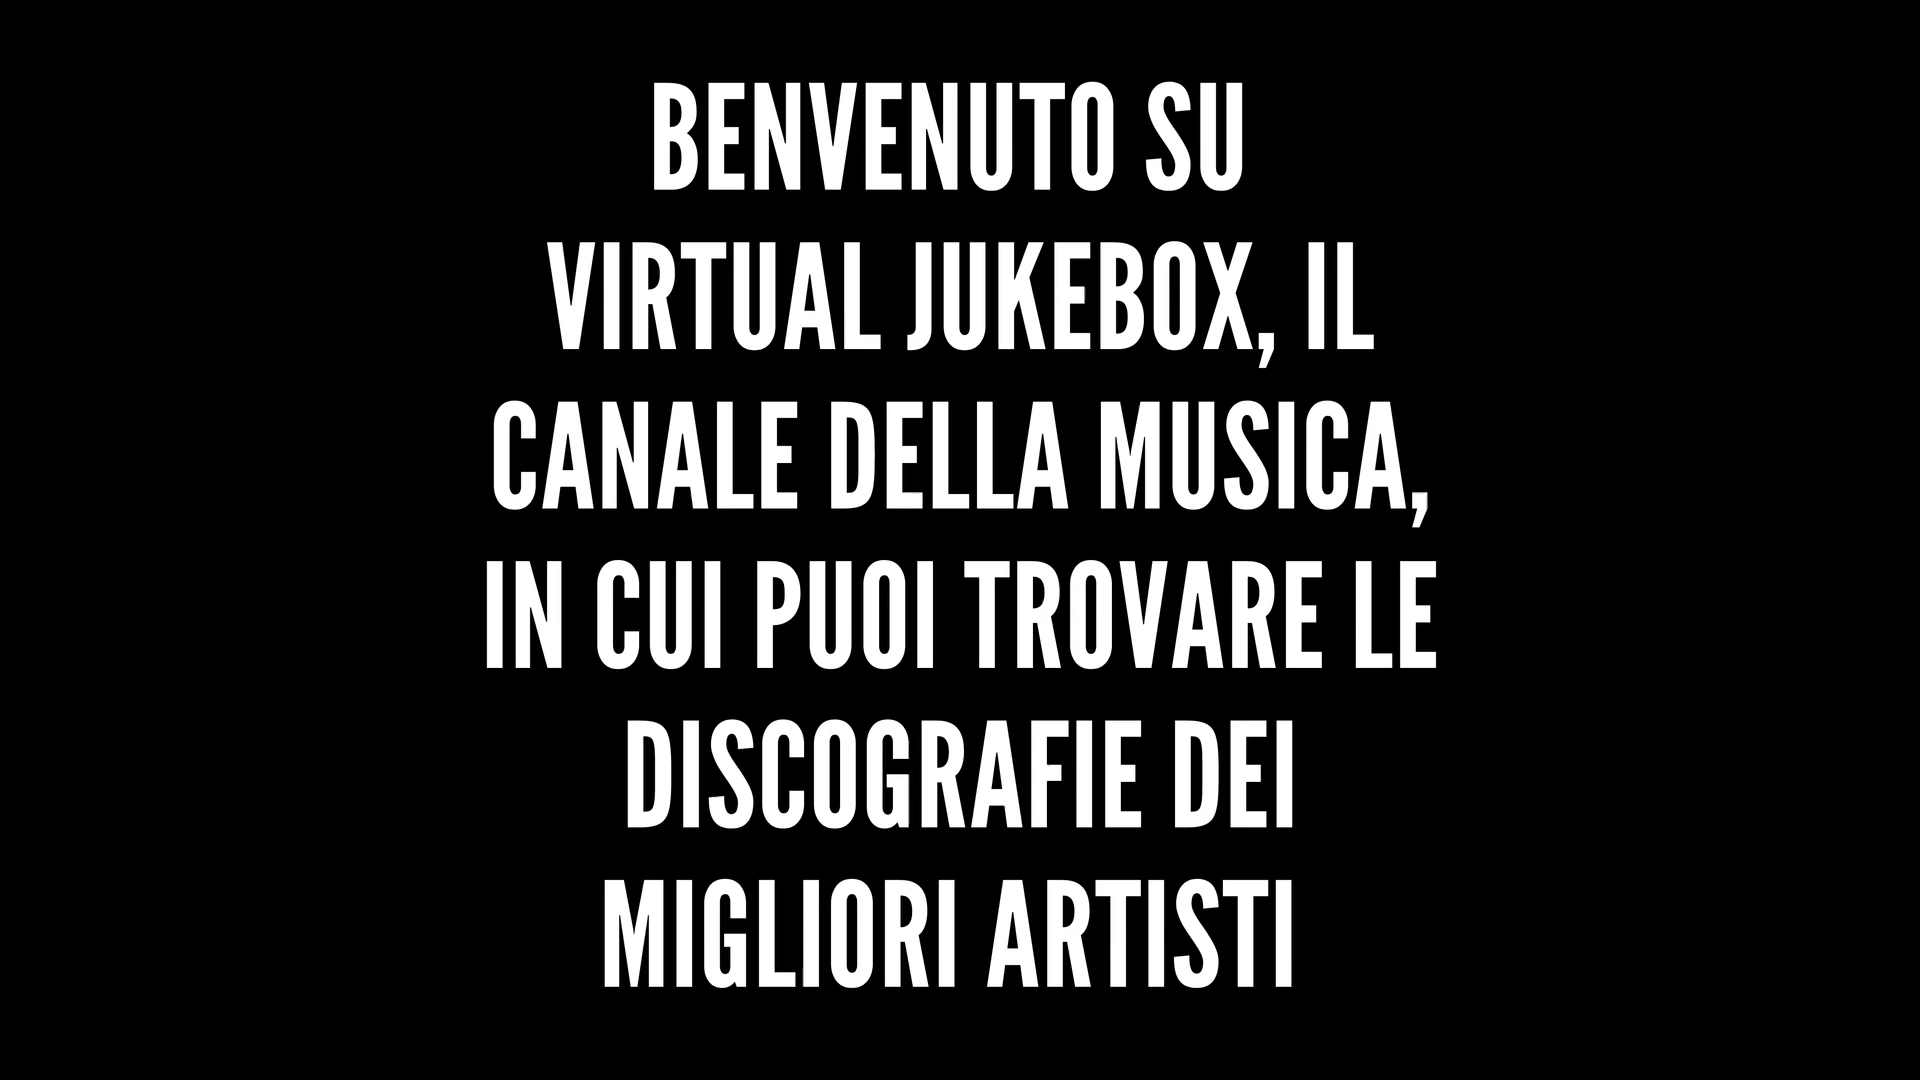 BENVENUTO SU
VIRTUAL JUKEBOX, IL
CANALE DELLA MUSICA,
IN CUI PUOI TROVARE LE
DISCOGRAFIE DEI
MIGLIORI ARTISTI